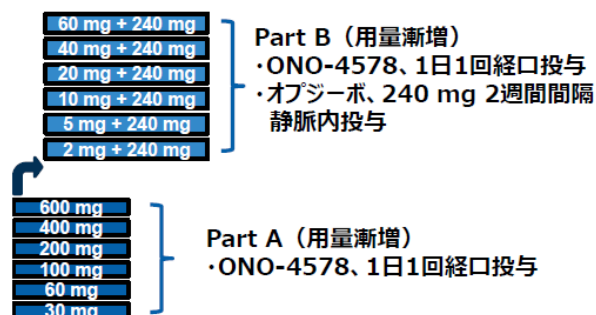 60 mg + 240 mg
40 mg + 240 mg
20 mg + 240 mg
10 mg + 240 mg
5 mg + 240 mg
2 mg + 240 mg
Part B（用量漸増）
・ONO-4578、1日1回経口投与
・オプジーボ、240 mg 2週間間隔
静脈内投与
600 mg
400 mg
200 mg
100 mg
60 mg
30 mg
Part A（用量漸増）
・ONO-4578、1日1回経口投与